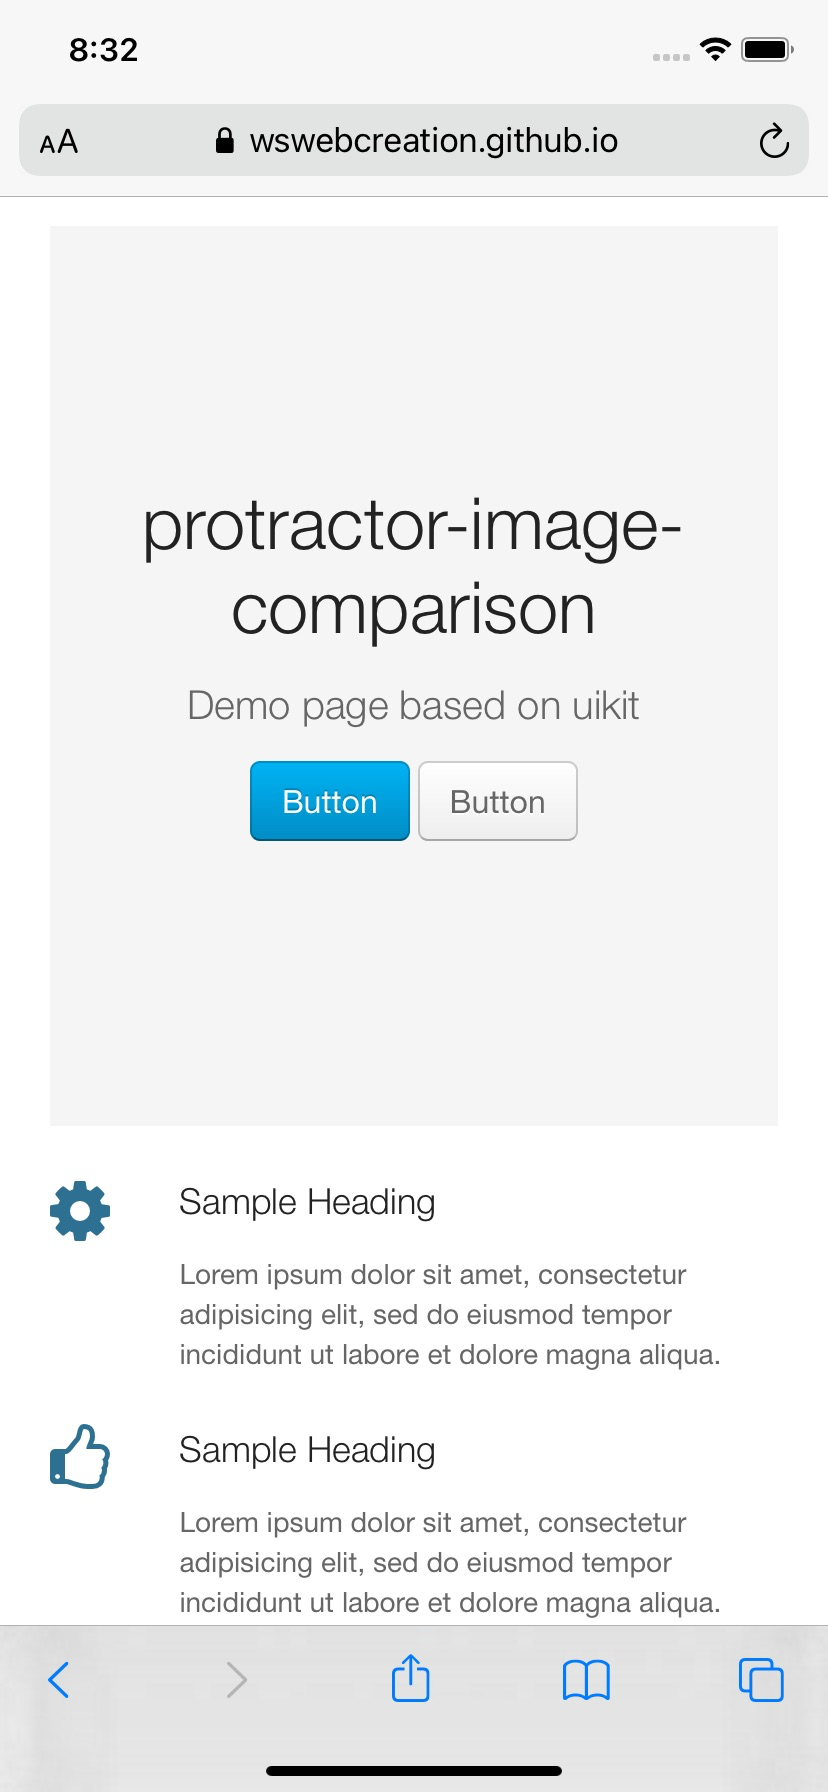 8:32
AA wswebcreation.github.io
protractor-image-
comparison
Demo page based on uikit
Button Button
Sample Heading
Lorem ipsum dolor sit amet, consectetur
adipisicing elit, sed do eiusmod tempor
incididunt ut labore et dolore magna aliqua.
Sample Heading
Lorem ipsum dolor sit amet, consectetur
adipisicing elit, sed do eiusmod tempor
incididunt ut labore et dolore magna aliqua.